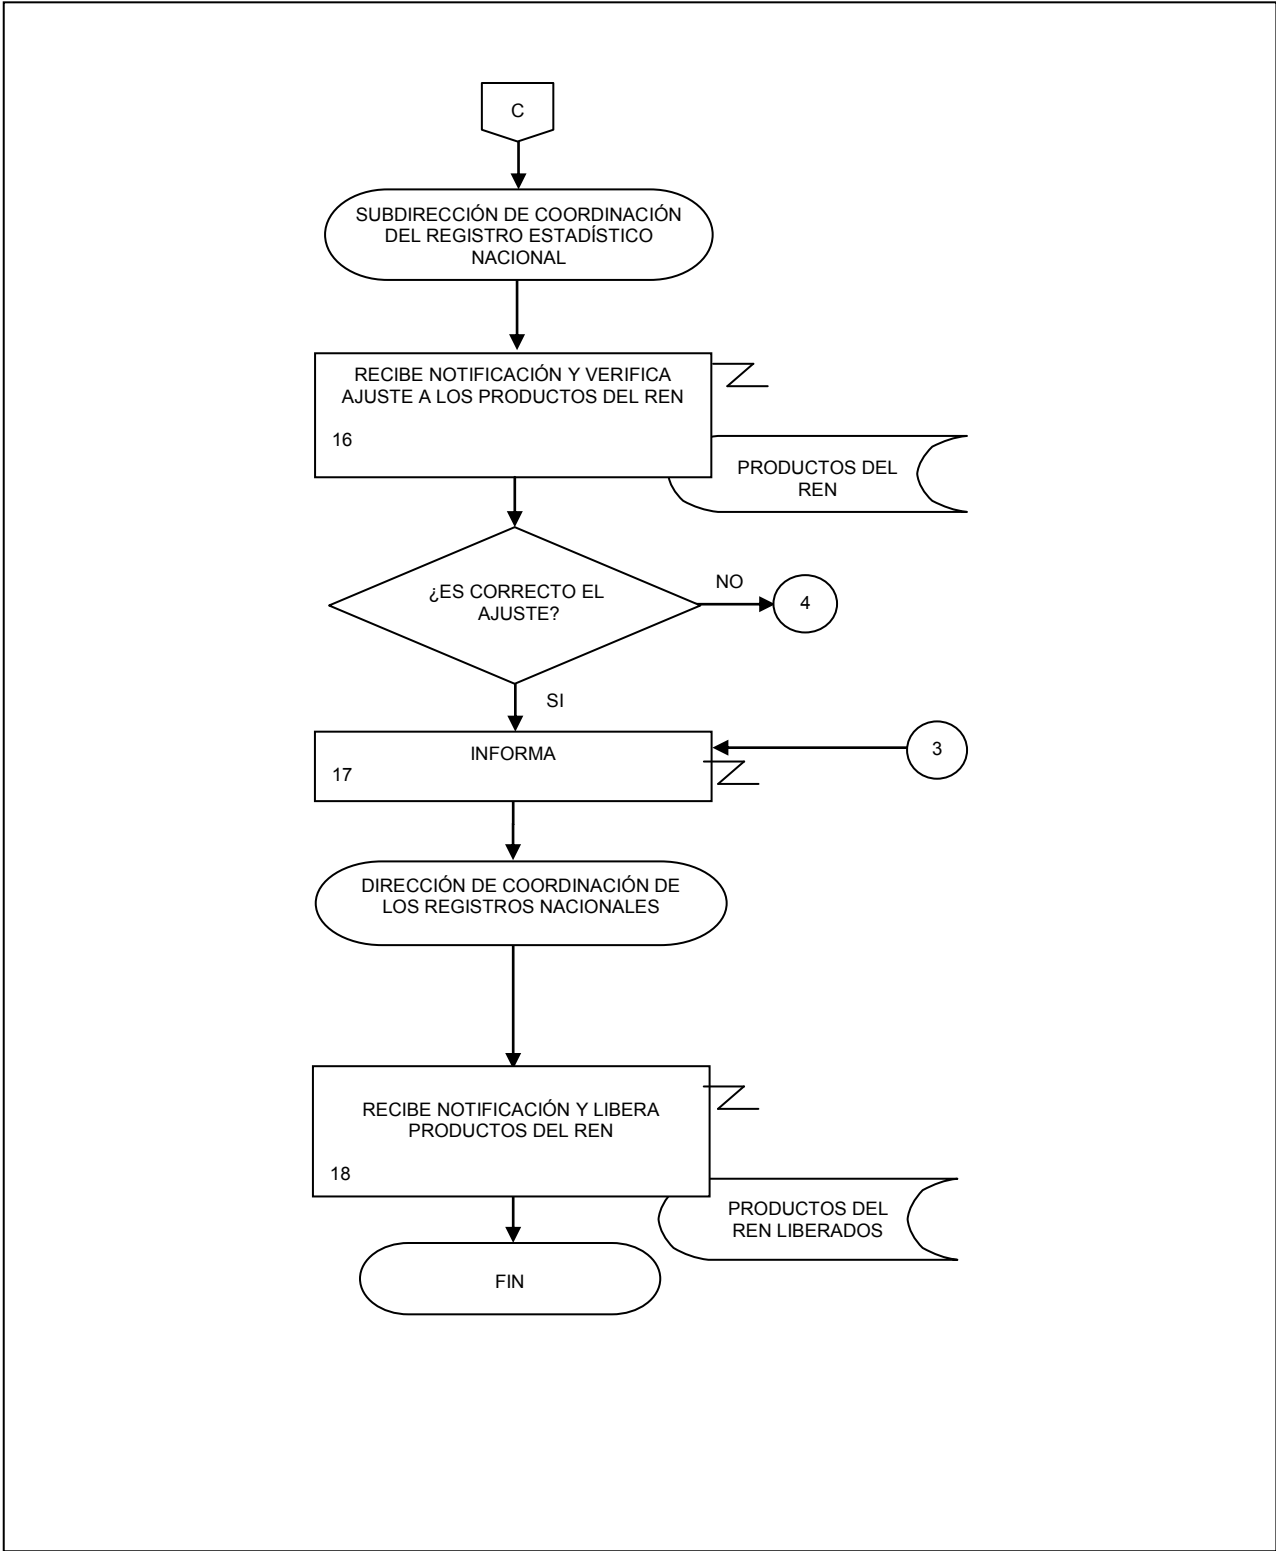 C
SUBDIRECCIÓN DE COORDINACIÓN
DEL REGISTRO ESTADÍSTICO
NACIONAL
RECIBE NOTIFICACIÓN Y VERIFICA
AJUSTE A LOS PRODUCTOS DEL REN
16
PRODUCTOS DEL
REN
¿ES CORRECTO EL
AJUSTE?
NO
4
SI
INFORMA
17
3
DIRECCIÓN DE COORDINACIÓN DE
LOS REGISTROS NACIONALES
RECIBE NOTIFICACIÓN Y LIBERA
PRODUCTOS DEL REN
18
PRODUCTOS DEL
REN LIBERADOS
FIN